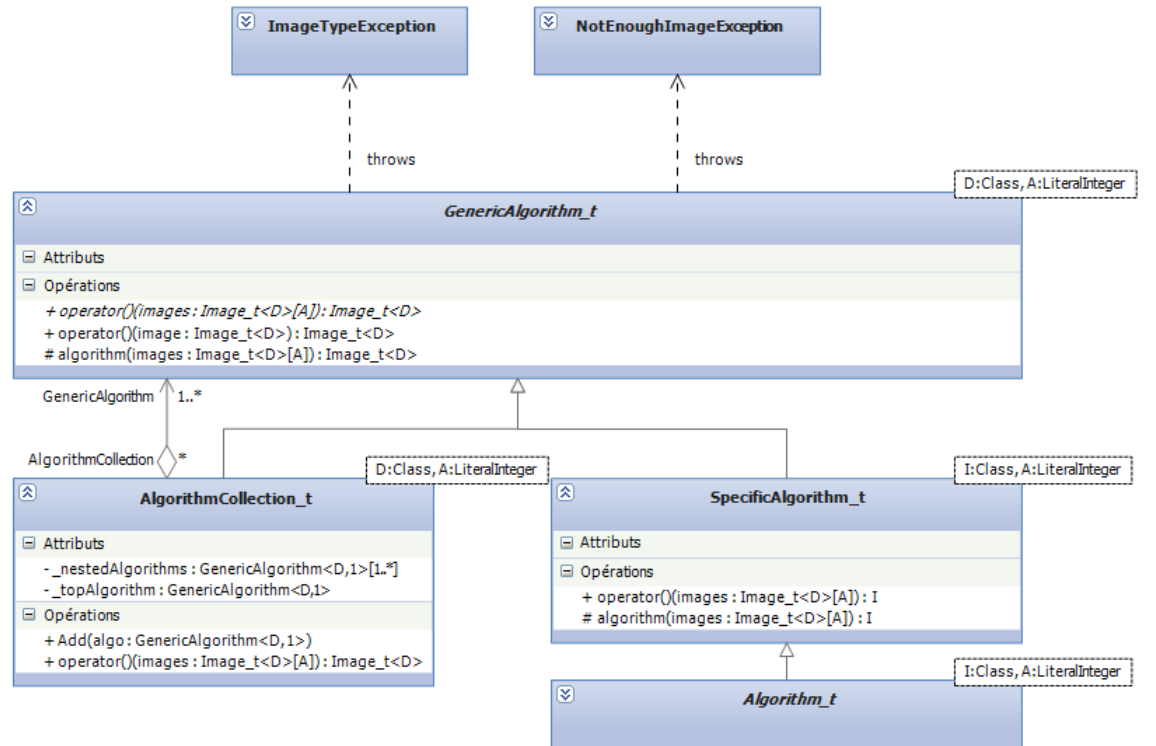 ImageTypeException
NotEnoughImageException
throws
throws
D:Class, A:LiteralInteger
GenericAlgorithm_t
Attributs
Opérations
+ operator()(images : Image_t<D>[A]) : Image_t<D>
+ operator()(image : Image_t<D>) : Image_t<D>
# algorithm(images : Image_t<D>[A]) : Image_t<D>
GenericAlgorithm
1..*
AlgorithmCollection
*
D:Class, A:LiteralInteger
AlgorithmCollection_t
Attributs
- _nestedAlgorithms : GenericAlgorithm<D,1>[1..*]
- _topAlgorithm : GenericAlgorithm<D,1>
Opérations
+ Add(algo : GenericAlgorithm<D,1>)
+ operator()(images : Image_t<D>[A]) : Image_t<D>
I:Class, A:LiteralInteger
SpecificAlgorithm_t
Attributs
Opérations
+ operator()(images : Image_t<D>[A]) : I
# algorithm(images : Image_t<D>[A]) : I
I:Class, A:LiteralInteger
Algorithm_t